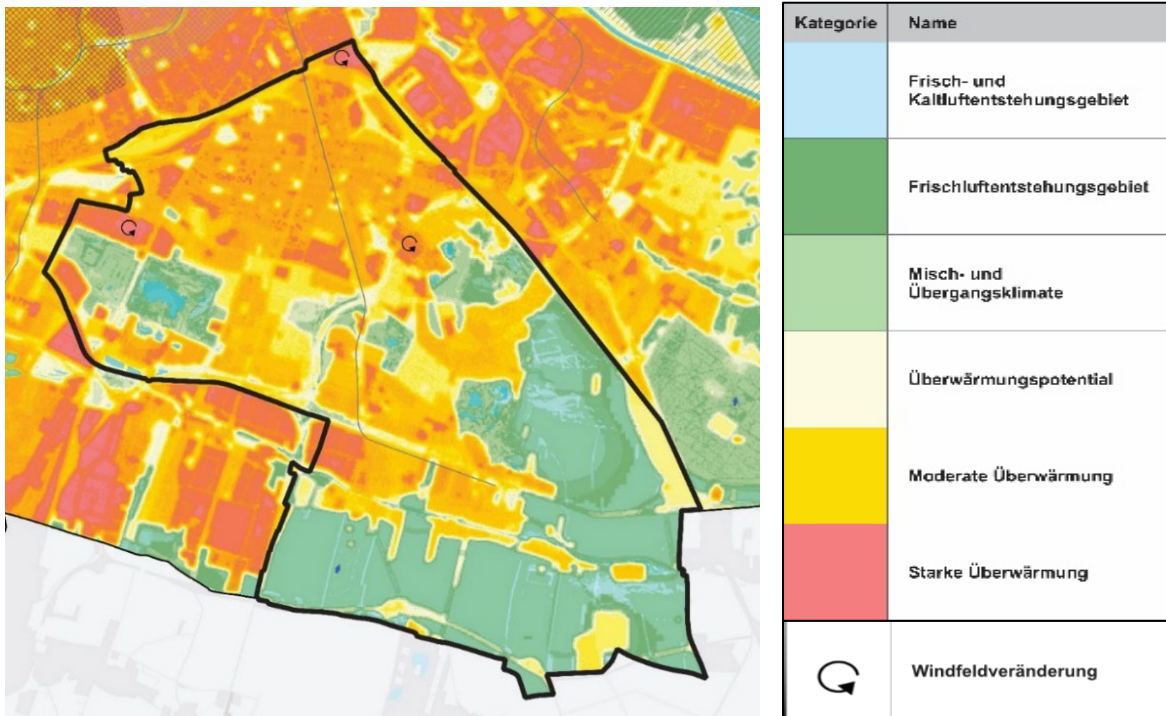 Kategorie Name
Frisch- und
Kaltluftentstehungsgebiet
Frischluftentstehungsgebiet
Misch- und
Übergangsklimate
Überwärmungspotential
Moderate Überwärmung
Starke Überwärmung
Windfeldveränderung